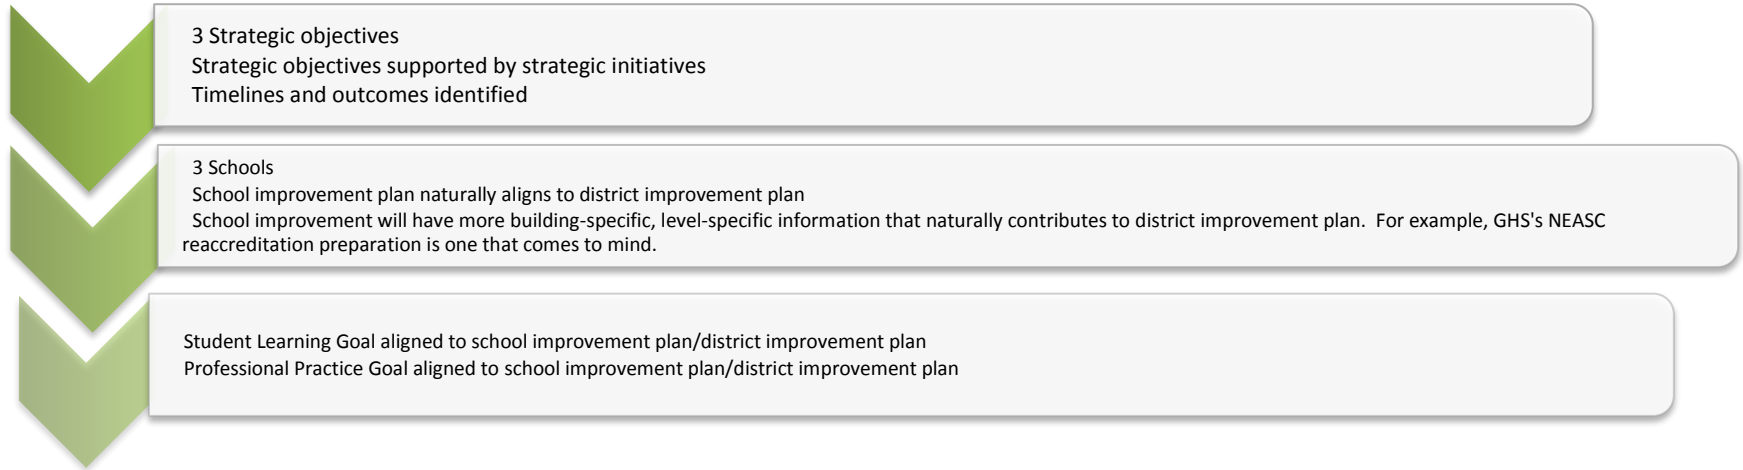 3 Strategic objectives
Strategic objectives supported by strategic initiatives
Timelines and outcomes identified
3 Schools
School improvement plan naturally aligns to district improvement plan
School improvement will have more building-specific, level-specific information that naturally contributes to district improvement plan.  For example, GHS's NEASC
reaccreditation preparation is one that comes to mind.
Student Learning Goal aligned to school improvement plan/district improvement plan
Professional Practice Goal aligned to school improvement plan/district improvement plan